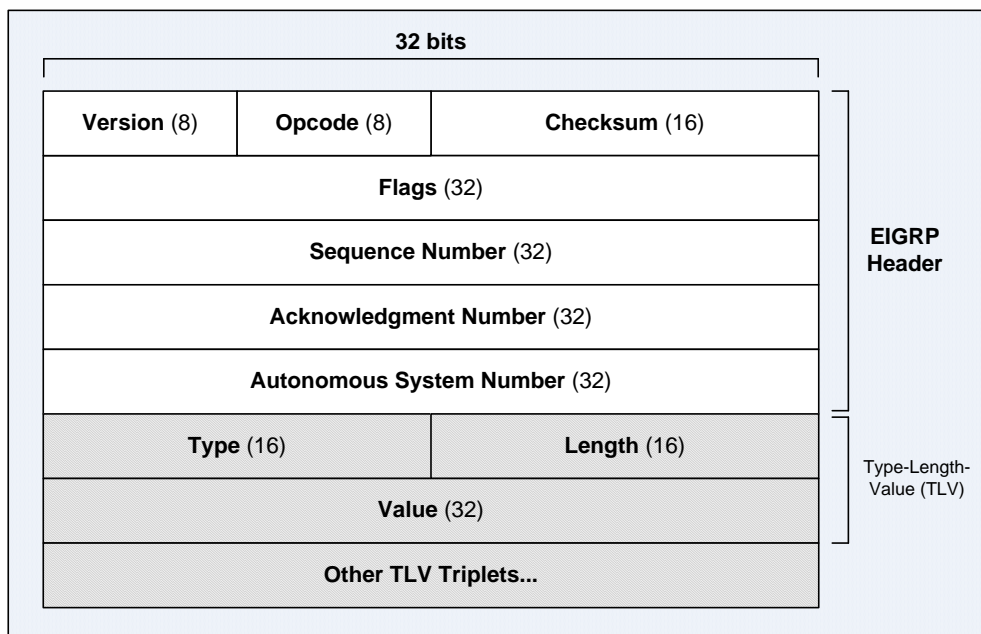 32 bits
Version (8)
Opcode (8)
Checksum (16)
Flags (32)
Sequence Number (32)
Acknowledgment Number (32)
Autonomous System Number (32)
EIGRP
Header
Type (16)
Length (16)
Value (32)
Type-Length-
Value (TLV)
Other TLV Triplets...